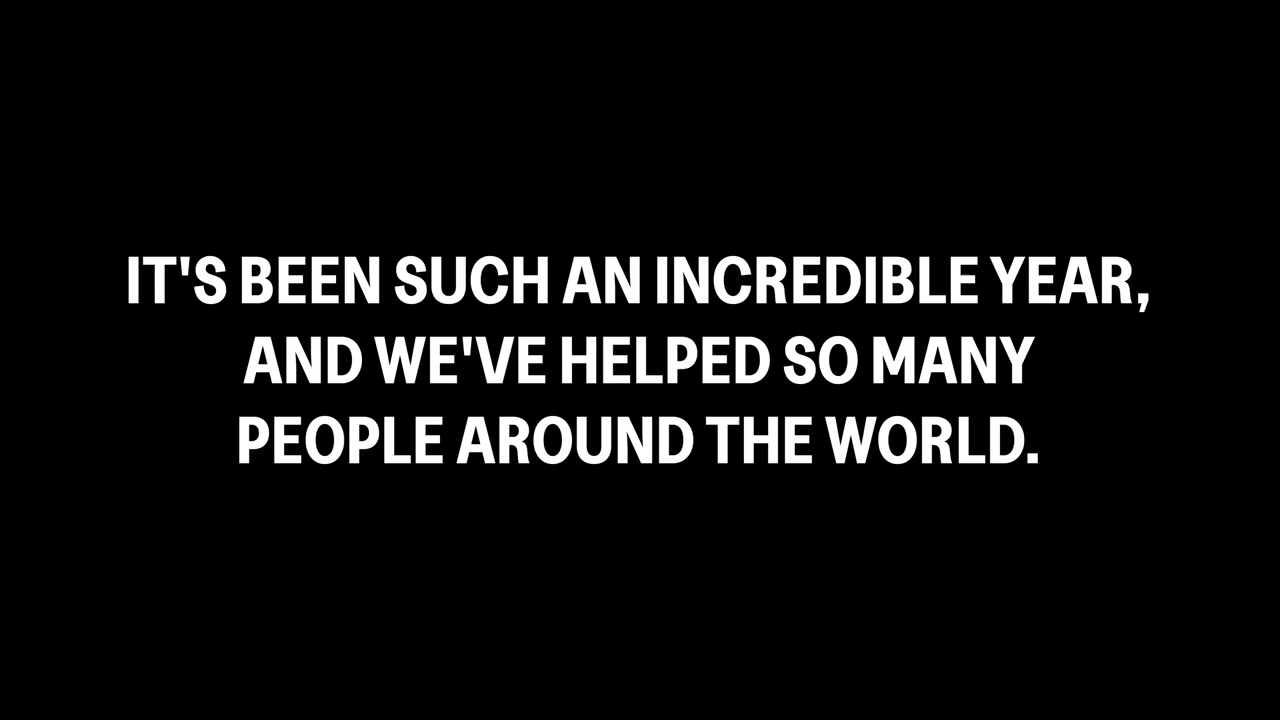 IT'S BEEN SUCH AN INCREDIBLE YEAR,
AND WE'VE HELPED SO MANY
PEOPLE AROUND THE WORLD.